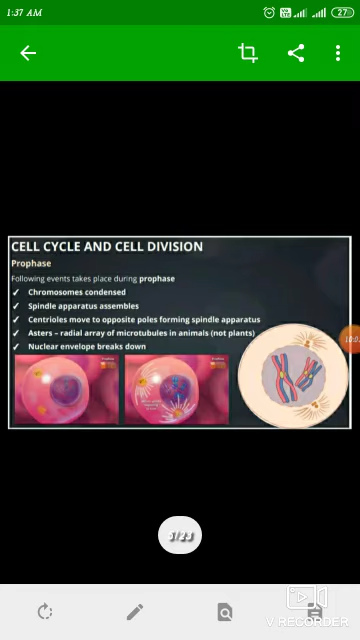 1:37 AM
27
CELL CYCLE AND CELL DIVISION
Prophase
Following events takes place during prophase
✓ Chromosomes condensed
✓ Spindle apparatus assembles
✓ Centrioles move to opposite poles forming spindle apparatus
✓ Asters – radial array of microtubules in animals (not plants)
✓ Nuclear envelope breaks down
5/23
V.RECORDER